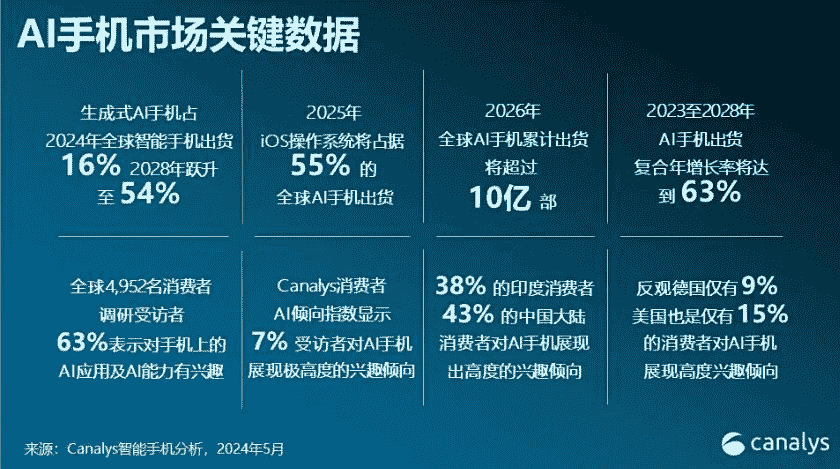 AI手机市场关键数据
生成式AI手机占
2024年全球智能手机出货
16% 2028年跃升
至 54%
2025年
iOS操作系统将占据
55% 的
全球AI手机出货
2026年
全球AI手机累计出货
将超过
10亿 部
2023至2028年
AI手机出货
复合年增长率将达
到 63%
全球4,952名消费者
调研受访者
63%表示对手机上的
AI应用及AI能力有兴趣
Canalys消费者
AI倾向指数显示
7% 受访者对AI手机
展现极高度的兴趣倾向
38% 的印度消费者
43% 的中国大陆
消费者对AI手机展现
出高度的兴趣倾向
反观德国仅有 9%
美国也是仅有 15%
的消费者对AI手机
展现高度兴趣倾向
来源：Canalys智能手机分析，2024年5月
canalys